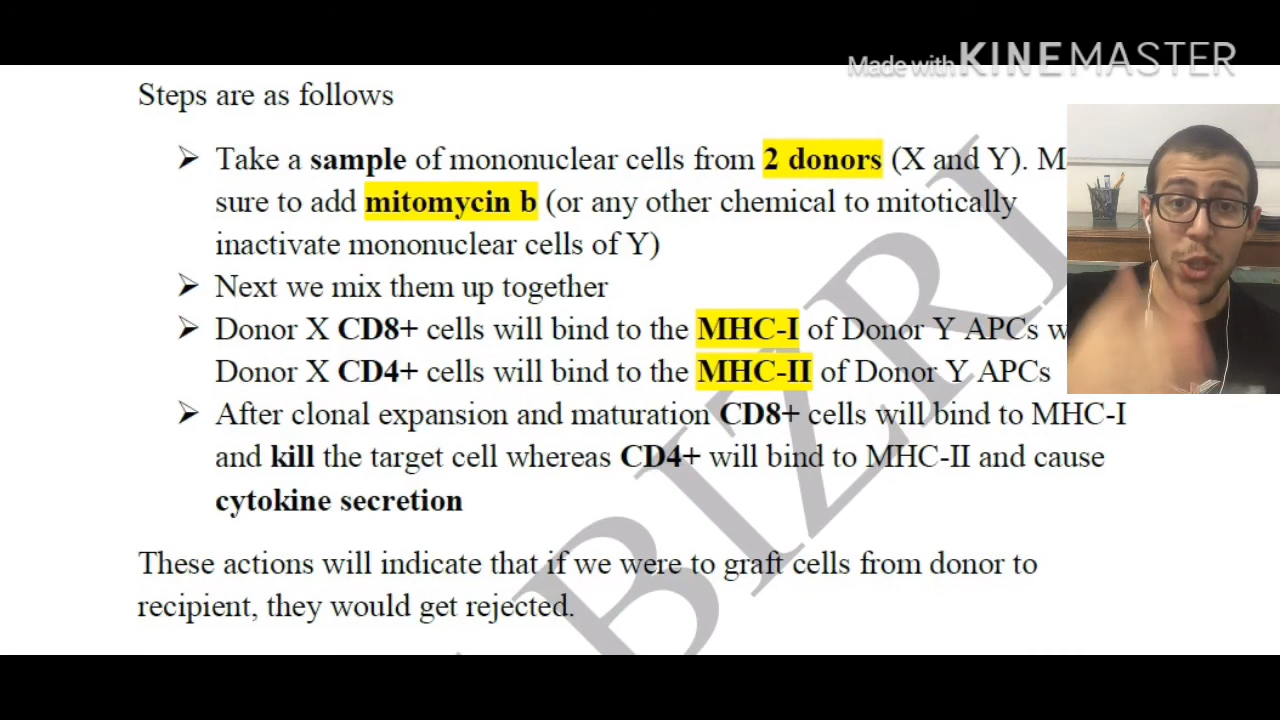 Made with KINEMASTER
Steps are as follows
➢ Take a sample of mononuclear cells from 2 donors (X and Y). M
sure to add mitomycin b (or any other chemical to mitotically
inactivate mononuclear cells of Y)
➢ Next we mix them up together
➢ Donor X CD8+ cells will bind to the MHC-I of Donor Y APCs w
Donor X CD4+ cells will bind to the MHC-II of Donor Y APCs
➢ After clonal expansion and maturation CD8+ cells will bind to MHC-I
and kill the target cell whereas CD4+ will bind to MHC-II and cause
cytokine secretion
These actions will indicate that if we were to graft cells from donor to
recipient, they would get rejected.
BIZRI